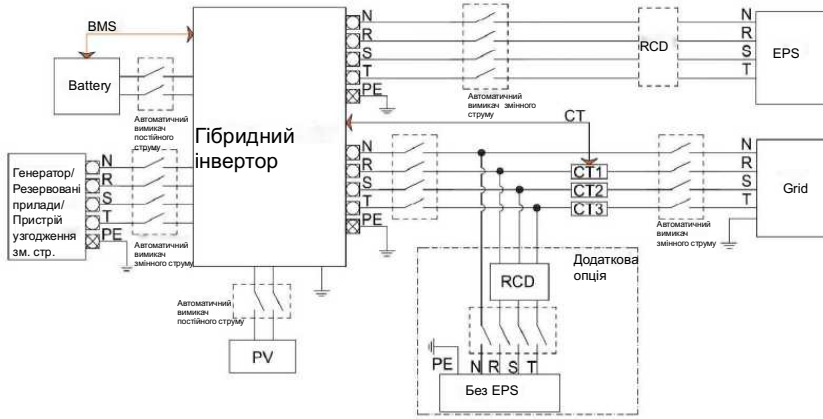 BMS
Battery
Автоматичний
вимикач
постійного
струму
Гібридний
інвертор
N
R
S
T
PE
Автоматичний
вимикач змінного
струму
RCD
N
R
S
T
EPS
Генератор/
Резервовані
прилади/
Пристрій
узгодження
зм. стр.
N
R
S
T
PE
Автоматичний
вимикач
змінного струму
CT
N
R
S
T
PE
CT1
CT2
CT3
Автоматичний
вимикач
змінного струму
N
R
S
T
Grid
Автоматичний
вимикач
постійного струму
PV
Додаткова
опція
RCD
PE
N R S T
Без EPS